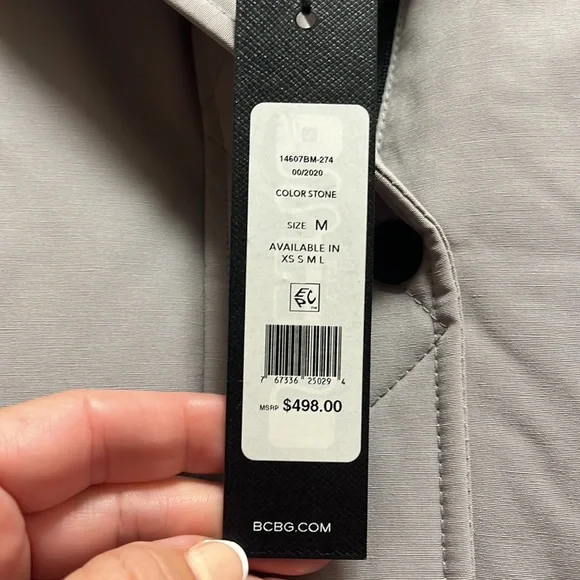 14607BM-274
00/2020
COLOR STONE
SIZE M
AVAILABLE IN
XS S M L
EPC™
7 67336 25029 4
MSRP $498.00
BCBG.COM